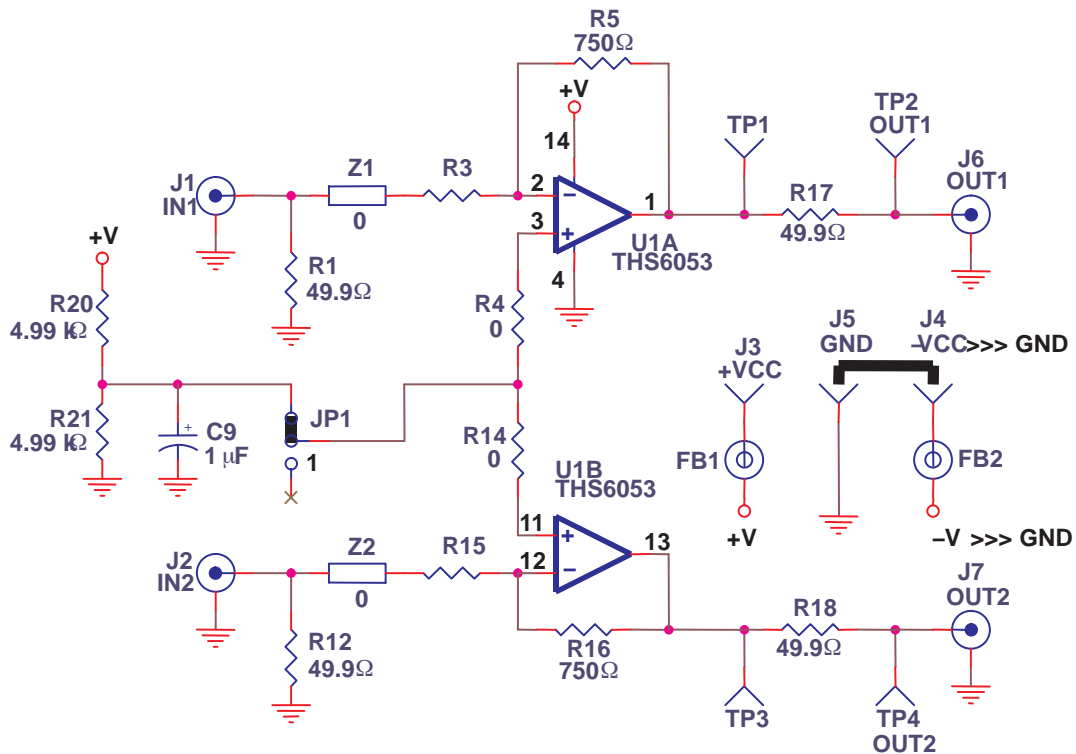 R5
750Ω
+V
14
TP1
TP2
OUT1
J1
IN1
Z1
0
R3
2
3
1
R17
49.9Ω
J6
OUT1
U1A
THS6053
4
+V
R1
49.9Ω
R20
4.99 kΩ
R4
0
J5
GND
J4
–VCC >>> GND
J3
+VCC
R21
4.99 kΩ
C9
+
1 µF
JP1
1
R14
0
FB1
FB2
U1B
THS6053
11
12
13
+V
–V >>> GND
J2
IN2
Z2
0
R15
J7
OUT2
R12
49.9Ω
R16
750Ω
R18
49.9Ω
TP3
TP4
OUT2